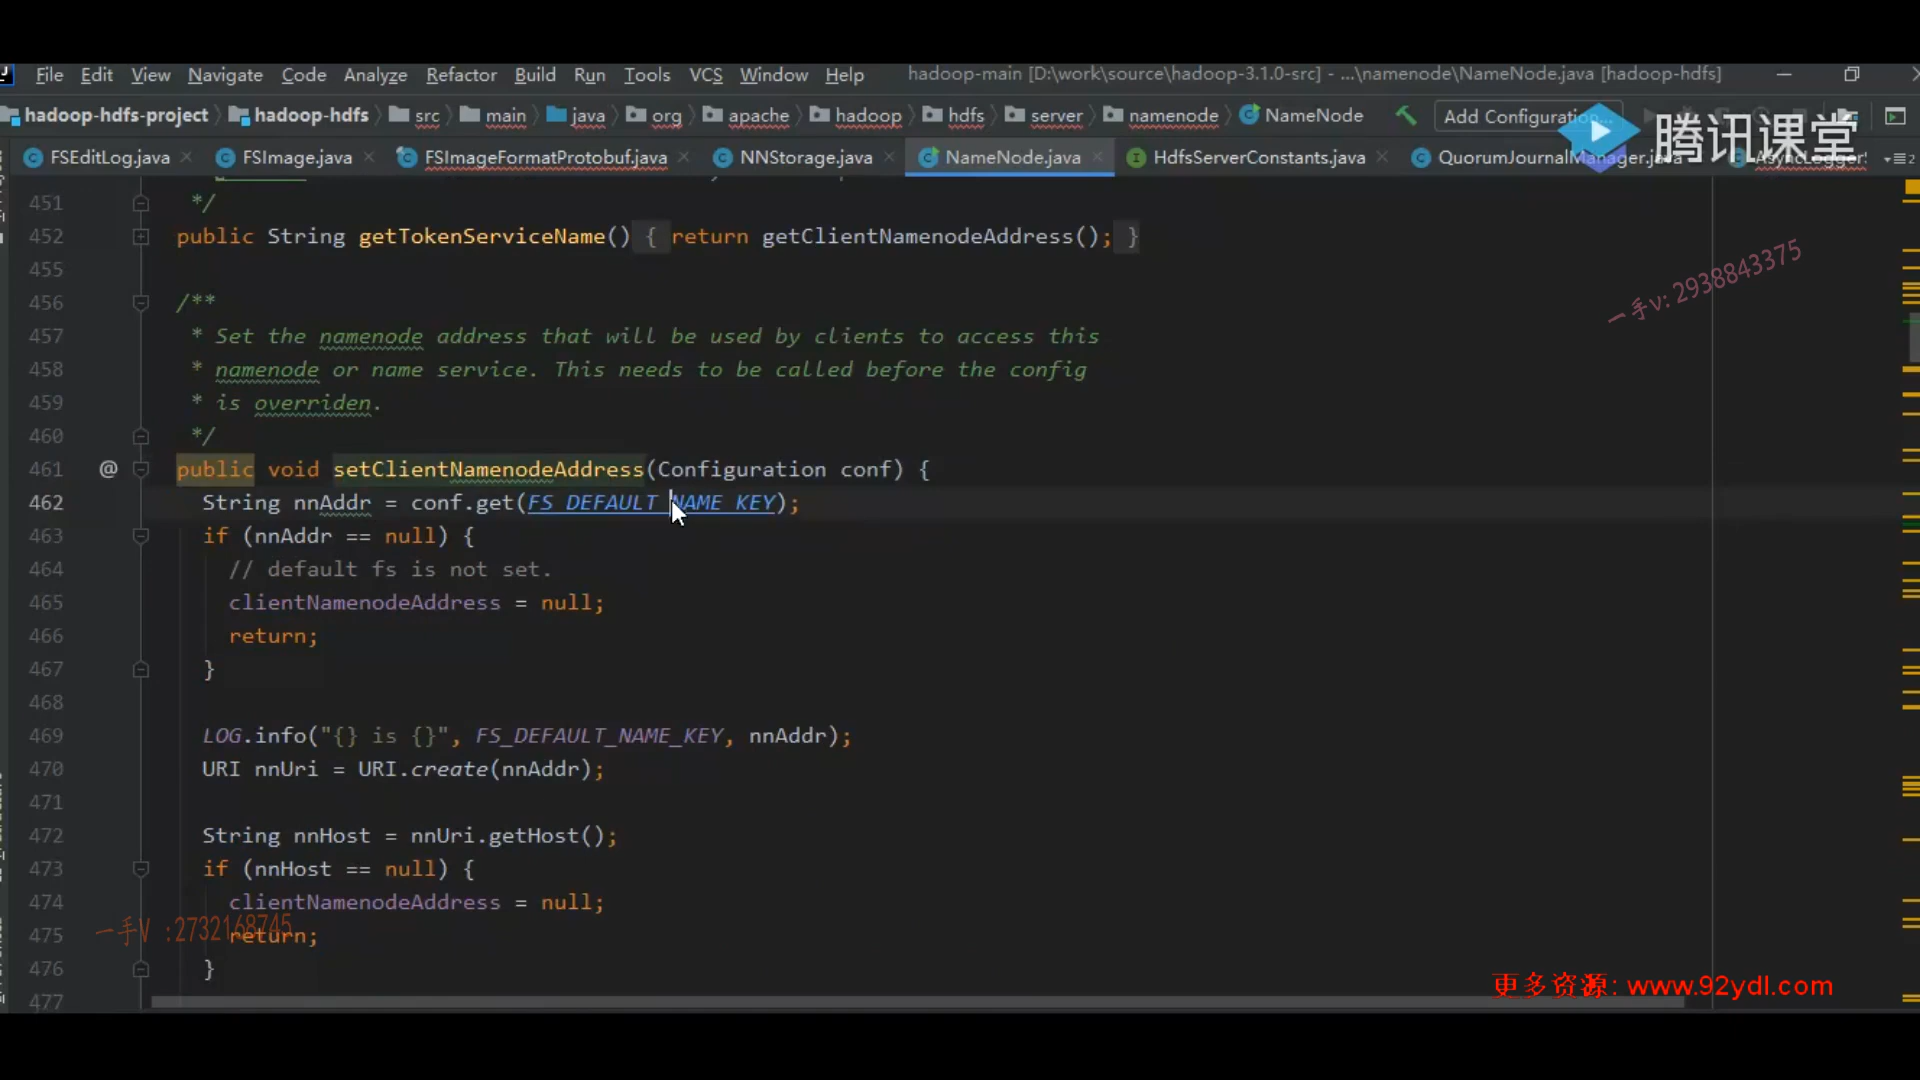 File Edit View Navigate Code Analyze Refactor Build Run Tools VCS Window Help hadoop-main [D:\work\source\hadoop-3.1.0-src] - ...\namenode\NameNode.java [hadoop-hdfs]
hadoop-hdfs-project hadoop-hdfs src main java org apache hadoop hdfs server namenode NameNode Add Configuration...
腾讯课堂
FSEditLog.java FSImage.java FSImageFormatProtobuf.java NNStorage.java NameNode.java HdfsServerConstants.java QuorumJournalManager.java AsyncLogger
451 */
452 public String getTokenServiceName() { return getClientNamenodeAddress(); }
455
456 /**
457 * Set the namenode address that will be used by clients to access this
458 * namenode or name service. This needs to be called before the config
459 * is overriden.
460 */
461 @ public void setClientNamenodeAddress(Configuration conf) {
462 String nnAddr = conf.get(FS_DEFAULT_NAME_KEY);
463 if (nnAddr == null) {
464 // default fs is not set.
465 clientNamenodeAddress = null;
466 return;
467 }
468
469 LOG.info("{} is {}", FS_DEFAULT_NAME_KEY, nnAddr);
470 URI nnUri = URI.create(nnAddr);
471
472 String nnHost = nnUri.getHost();
473 if (nnHost == null) {
474 clientNamenodeAddress = null;
475 return;
476 }
477
一手v:2938843375
一手V :2732168745
更多资源: www.92ydl.com